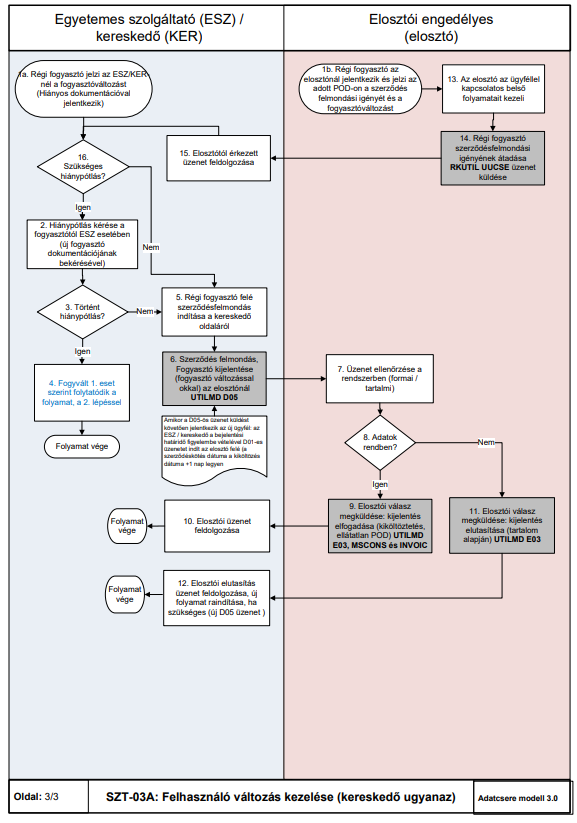 Egyetemes szolgáltató (ESZ) /
kereskedő (KER)
Elosztói engedélyes
(elosztó)
1a. Régi fogyasztó jelzi az ESZ/KER-
nél a fogyasztóváltozást
(Hiányos dokumentációval
jelentkezik)
1b. Régi fogyasztó az
elosztónál jelentkezik és jelzi az
adott POD-on a szerződés
felmondási igényét és a
fogyasztóváltozást
13. Az elosztó az ügyféllel
kapcsolatos belső
folyamatait kezeli
14. Régi fogyasztó
szerződésfelmondási
igényének átadása
RKUTIL UUCSE üzenet
küldése
15. Elosztótól érkezett
üzenet feldolgozása
16.
Szükséges
hiánypótlás?
Igen
Nem
2. Hiánypótlás kérése a
fogyasztótól ESZ esetében
(új fogyasztó
dokumentációjának
bekérésével)
3. Történt
hiánypótlás?
Nem
Igen
5. Régi fogyasztó felé
szerződésfelmondás
indítása a kereskedő
oldaláról
4. Fogyvált 1. eset
szerint folytatódik a
folyamat, a 2. lépéssel
Folyamat vége
6. Szerződés felmondás,
Fogyasztó kijelentése
(fogyasztó változással
okkal) az elosztónál
UTILMD D05
7. Üzenet ellenőrzése a
rendszerben (formai /
tartalmi)
Amikor a D05-ös üzenet küldést
követően jelentkezik az új ügyfél: az
ESZ / kereskedő a bejelentési
határidő figyelembe vételével D01-es
üzenetet indít az elosztó felé (a
szerződéskötés dátuma a kiköltözés
dátuma +1 nap legyen
8. Adatok
rendben?
Nem
Igen
9. Elosztói válasz
megküldése: kijelentés
elfogadása (kiköltöztetés,
ellátatlan POD) UTILMD
E03, MSCONS és INVOIC
11. Elosztói válasz
megküldése: kijelentés
elutasítása (tartalom
alapján) UTILMD E03
10. Elosztói üzenet
feldolgozása
Folyamat
vége
12. Elosztói elutasítás
üzenet feldolgozása, új
folyamat raindítása, ha
szükséges (új D05 üzenet )
Folyamat
vége
Oldal: 3/3
SZT-03A: Felhasználó változás kezelése (kereskedő ugyanaz)
Adatcsere modell 3.0